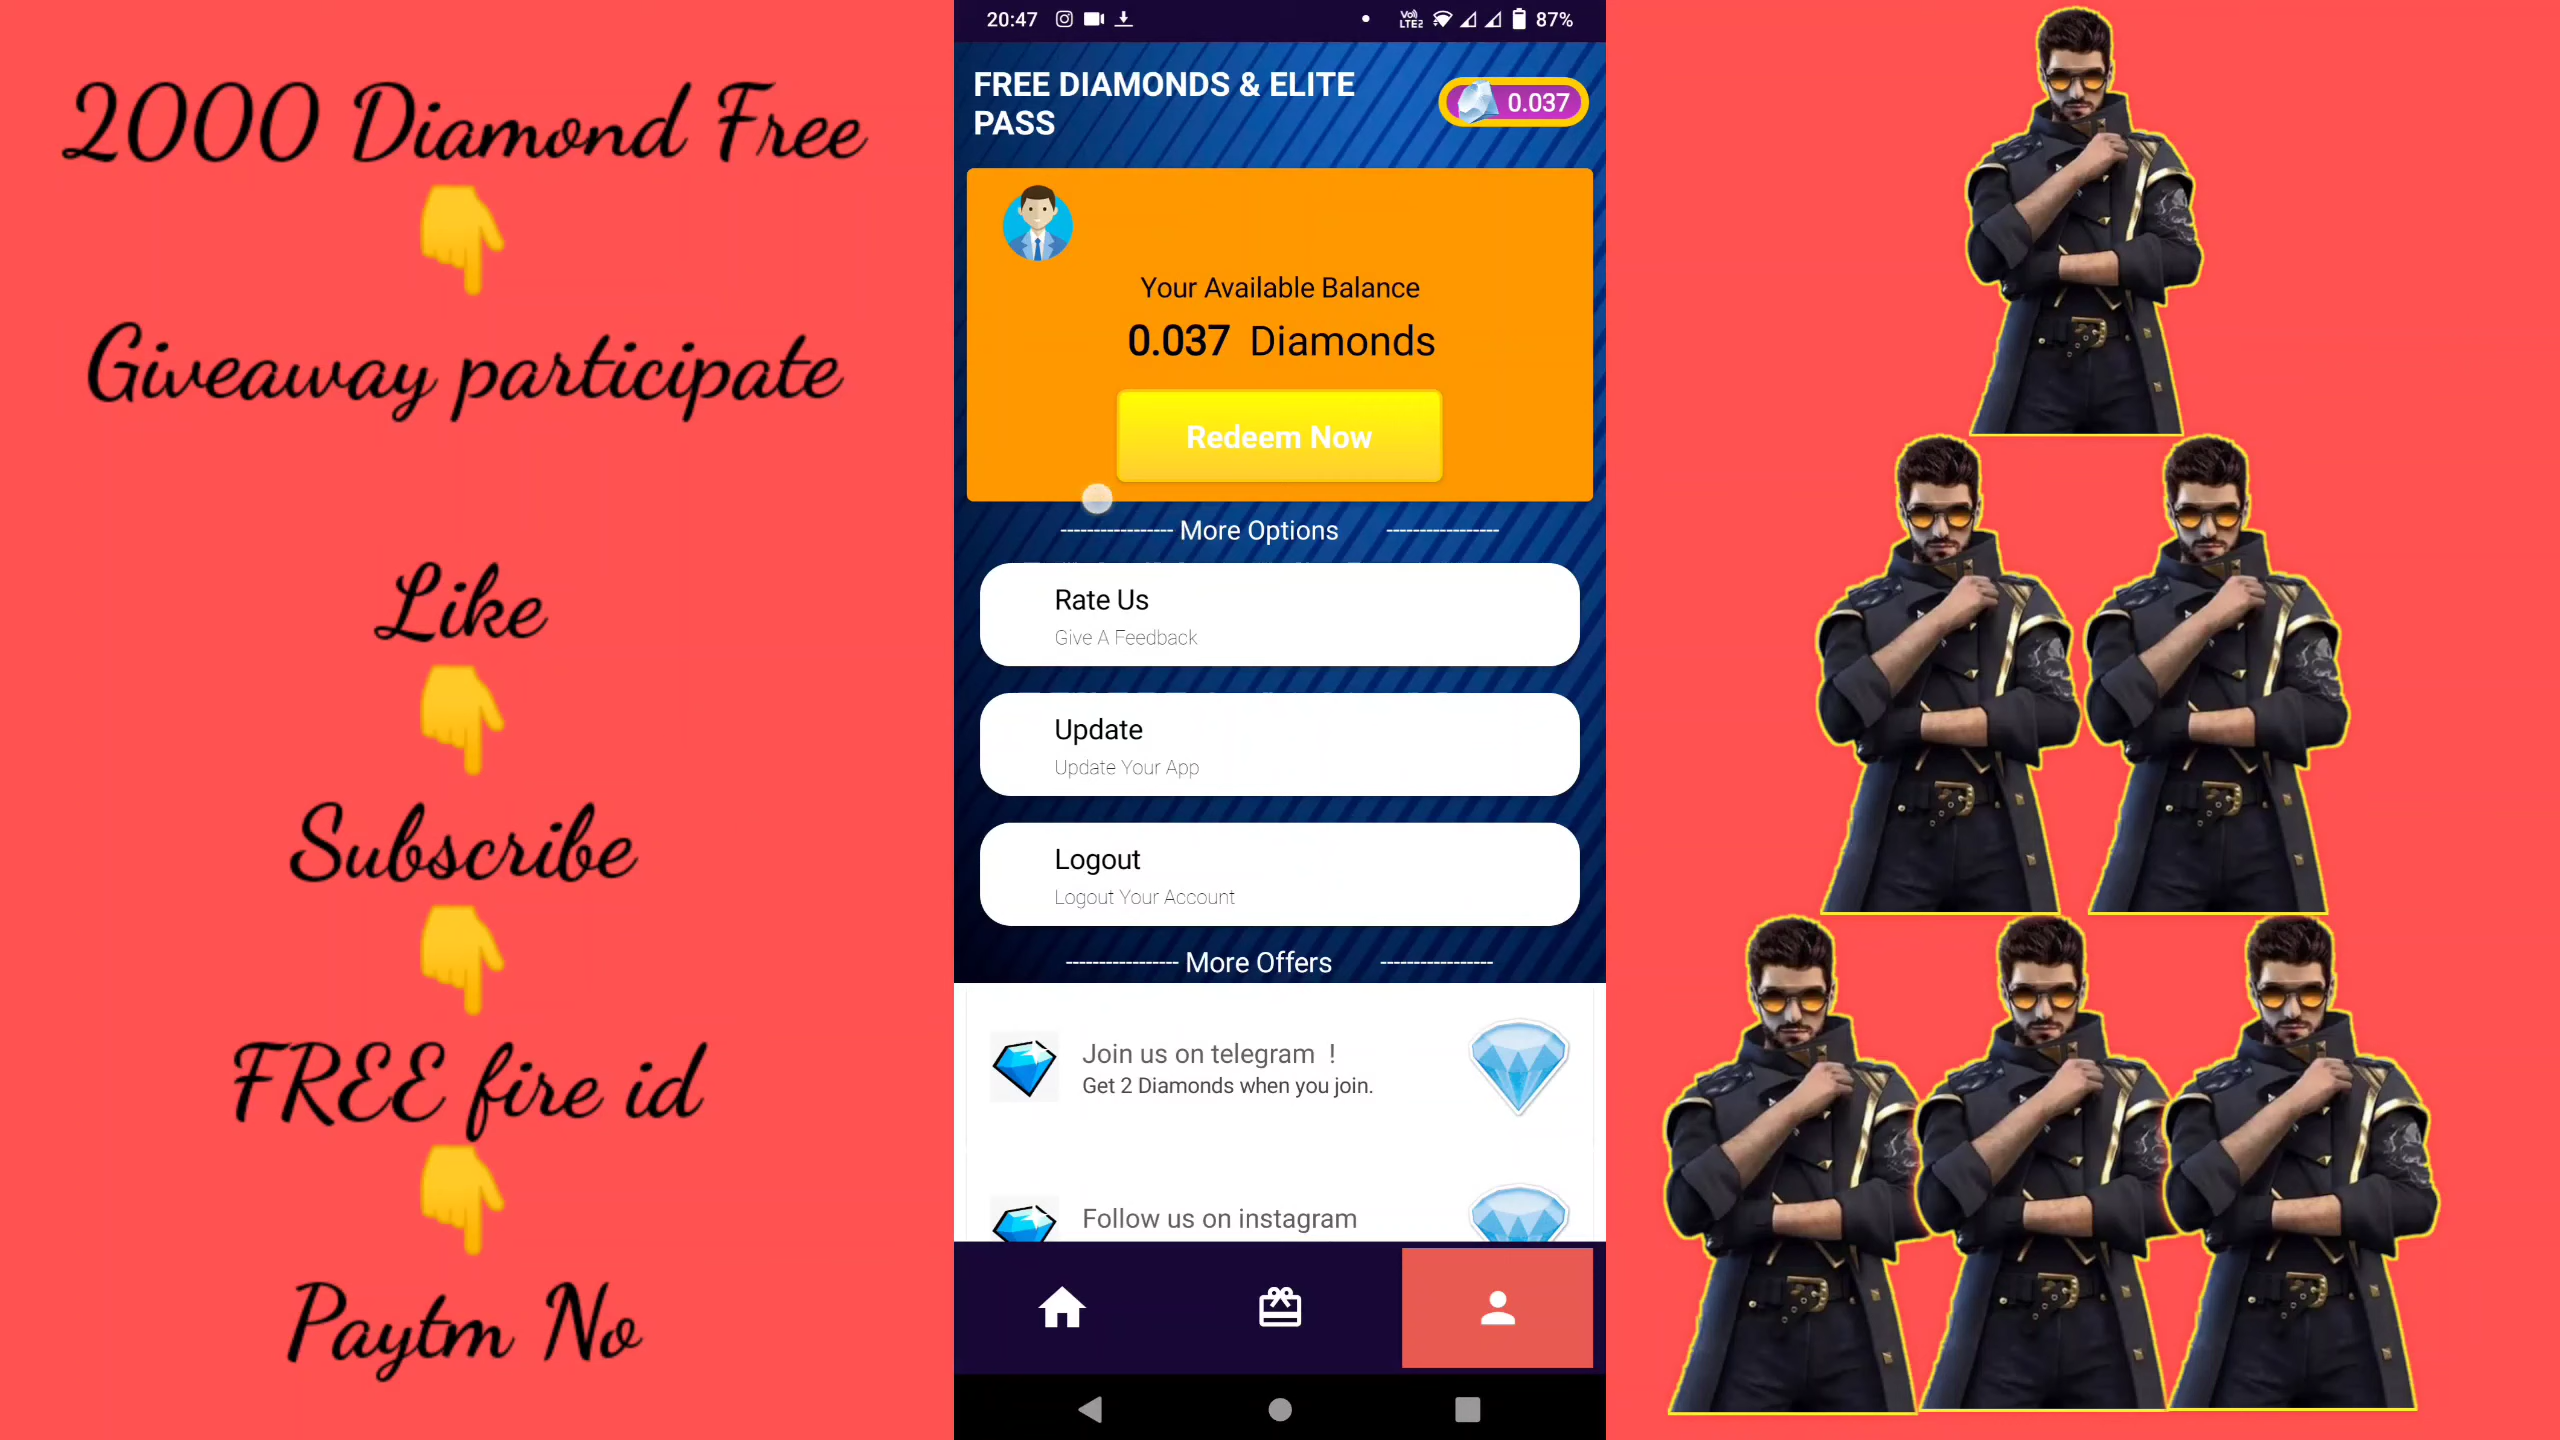 2000 Diamond Free
Giveaway participate
Like
Subscribe
FREE fire id
Paytm No
20:47
Vo)) LTE2
87%
FREE DIAMONDS & ELITE
PASS
0.037
Your Available Balance
0.037 Diamonds
Redeem Now
---------------- More Options ----------------
Rate Us
Give A Feedback
Update
Update Your App
Logout
Logout Your Account
---------------- More Offers ----------------
Join us on telegram !
Get 2 Diamonds when you join.
Follow us on instagram